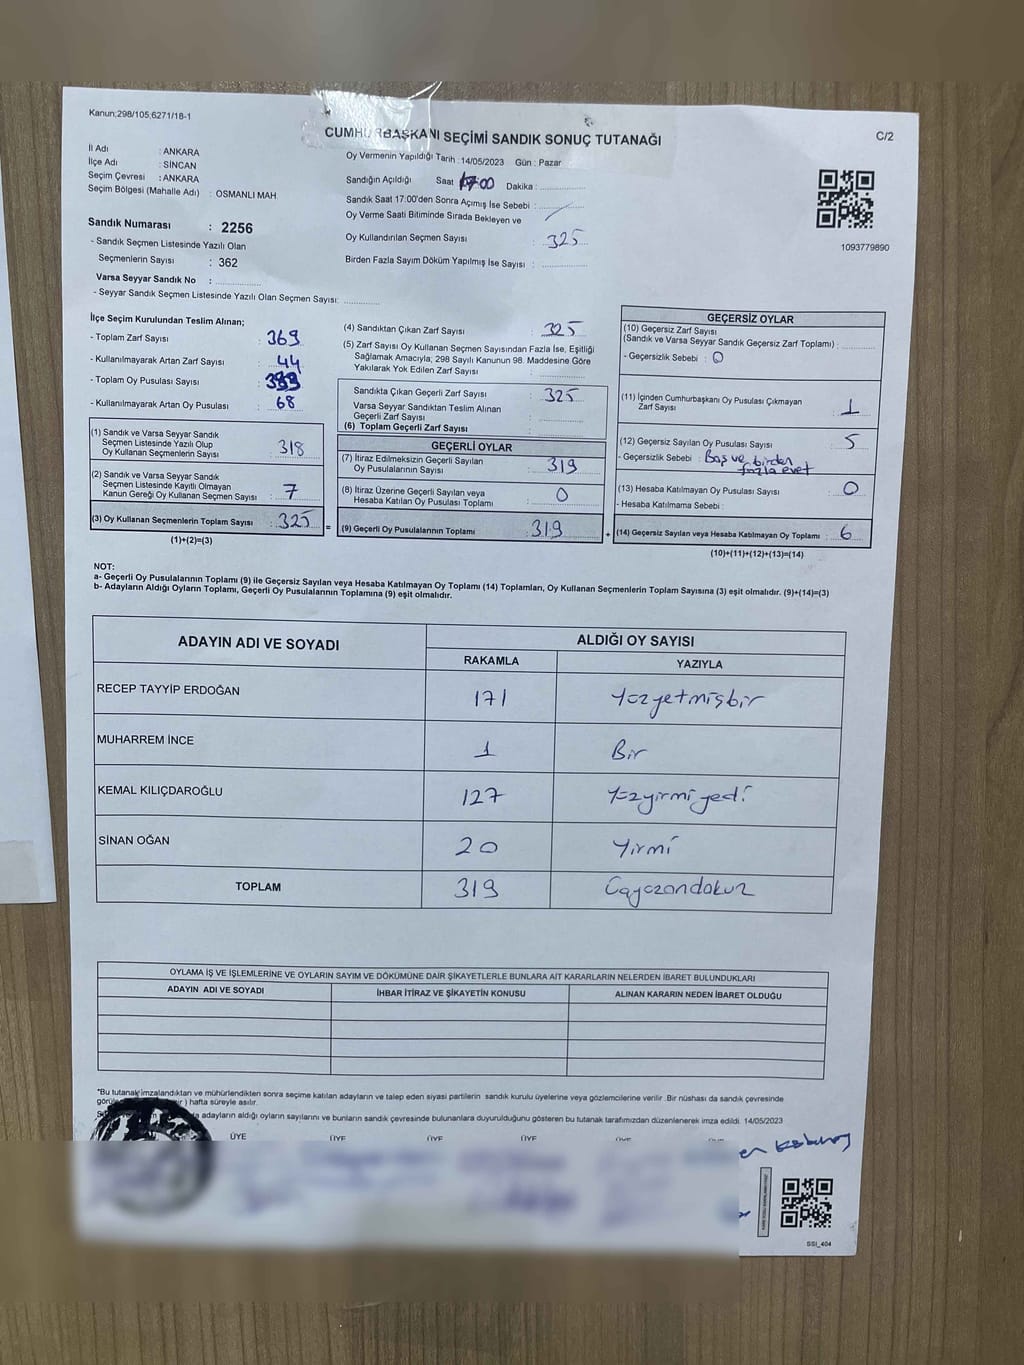 Kanun;298/105;6271/18-1
C/2
CUMHURBAŞKANI SEÇİMİ SANDIK SONUÇ TUTANAĞI
İl Adı : ANKARA
İlçe Adı : SİNCAN
Seçim Çevresi : ANKARA
Seçim Bölgesi (Mahalle Adı) : OSMANLI MAH
Oy Vermenin Yapıldığı Tarih : 14/05/2023 Gün : Pazar
Sandığın Açıldığı Saat 17:00 Dakika :
Sandık Saat 17:00'den Sonra Açımış İse Sebebi :
Oy Verme Saati Bitiminde Sırada Bekleyen ve
Oy Kullandırılan Seçmen Sayısı : 325
Birden Fazla Sayım Döküm Yapılmış İse Sayısı :
1093779890
Sandık Numarası : 2256
- Sandık Seçmen Listesinde Yazılı Olan
Seçmenlerin Sayısı : 362
Varsa Seyyar Sandık No :
- Seyyar Sandık Seçmen Listesinde Yazılı Olan Seçmen Sayısı:
İlçe Seçim Kurulundan Teslim Alınan;
- Toplam Zarf Sayısı : 369
- Kullanılmayarak Artan Zarf Sayısı : 44
- Toplam Oy Pusulası Sayısı :
- Kullanılmayarak Artan Oy Pusulası : 68
(1) Sandık ve Varsa Seyyar Sandık
Seçmen Listesinde Yazılı Olup
Oy Kullanan Seçmenlerin Sayısı : 318
(2) Sandık ve Varsa Seyyar Sandık
Seçmen Listesinde Kayıtlı Olmayan
Kanun Gereği Oy Kullanan Seçmen Sayısı : 7
(3) Oy Kullanan Seçmenlerin Toplam Sayısı : 325
(1)+(2)=(3)
(4) Sandıktan Çıkan Zarf Sayısı : 325
(5) Zarf Sayısı Oy Kullanan Seçmen Sayısından Fazla İse, Eşitliği
Sağlamak Amacıyla; 298 Sayılı Kanunun 98. Maddesine Göre
Yakılarak Yok Edilen Zarf Sayısı :
Sandıkta Çıkan Geçerli Zarf Sayısı : 325
Varsa Seyyar Sandıktan Teslim Alınan
Geçerli Zarf Sayısı :
(6) Toplam Geçerli Zarf Sayısı :
GEÇERLİ OYLAR
(7) İtiraz Edilmeksizin Geçerli Sayılan
Oy Pusulalarının Sayısı : 319
(8) İtiraz Üzerine Geçerli Sayılan veya
Hesaba Katılan Oy Pusulası Toplamı : 0
= (9) Geçerli Oy Pusulalarının Toplamı : 319
GEÇERSİZ OYLAR
(10) Geçersiz Zarf Sayısı
(Sandık ve Varsa Seyyar Sandık Geçersiz Zarf Toplamı) :
- Geçersizlik Sebebi : 0
(11) İçinden Cumhurbaşkanı Oy Pusulası Çıkmayan
Zarf Sayısı : 1
(12) Geçersiz Sayılan Oy Pusulası Sayısı : 5
- Geçersizlik Sebebi : Boş ve birden
fazla evet
(13) Hesaba Katılmayan Oy Pusulası Sayısı : 0
- Hesaba Katılmama Sebebi :
+ (14) Geçersiz Sayılan veya Hesaba Katılmayan Oy Toplamı : 6
(10)+(11)+(12)+(13)=(14)
NOT:
a- Geçerli Oy Pusulalarının Toplamı (9) ile Geçersiz Sayılan veya Hesaba Katılmayan Oy Toplamı (14) Toplamları, Oy Kullanan Seçmenlerin Toplam Sayısına (3) eşit olmalıdır. (9)+(14)=(3)
b- Adayların Aldığı Oyların Toplamı, Geçerli Oy Pusulalarının Toplamına (9) eşit olmalıdır.
ADAYIN ADI VE SOYADI
ALDIĞI OY SAYISI
RAKAMLA YAZIYLA
RECEP TAYYİP ERDOĞAN 171 Yüzyetmişbir
MUHARREM İNCE 1 Bir
KEMAL KILIÇDAROĞLU 127 Yüzyirmiyedi
SİNAN OĞAN 20 Yirmi
TOPLAM 319 Üçyüzondokuz
OYLAMA İŞ VE İŞLEMLERİNE VE OYLARIN SAYIM VE DÖKÜMÜNE DAİR ŞİKAYETLERLE BUNLARA AİT KARARLARIN NELERDEN İBARET BULUNDUKLARI
ADAYIN ADI VE SOYADI İHBAR İTİRAZ VE ŞİKAYETİN KONUSU ALINAN KARARIN NEDEN İBARET OLDUĞU
"Bu tutanak imzalandıktan ve mühürlendikten sonra seçime katılan adayların ve talep eden siyasi partilerin sandık kurulu üyelerine veya gözlemcilerine verilir .Bir nüshası da sandık çevresinde
) hafta süreyle asılır.
adayların aldığı oyların sayılarını ve bunların sandık çevresinde bulunanlara duyurulduğunu gösteren bu tutanak tarafımızdan düzenlenerek imza edildi. 14/05/2023
ÜYE ÜYE ÜYE ÜYE
SSI_404